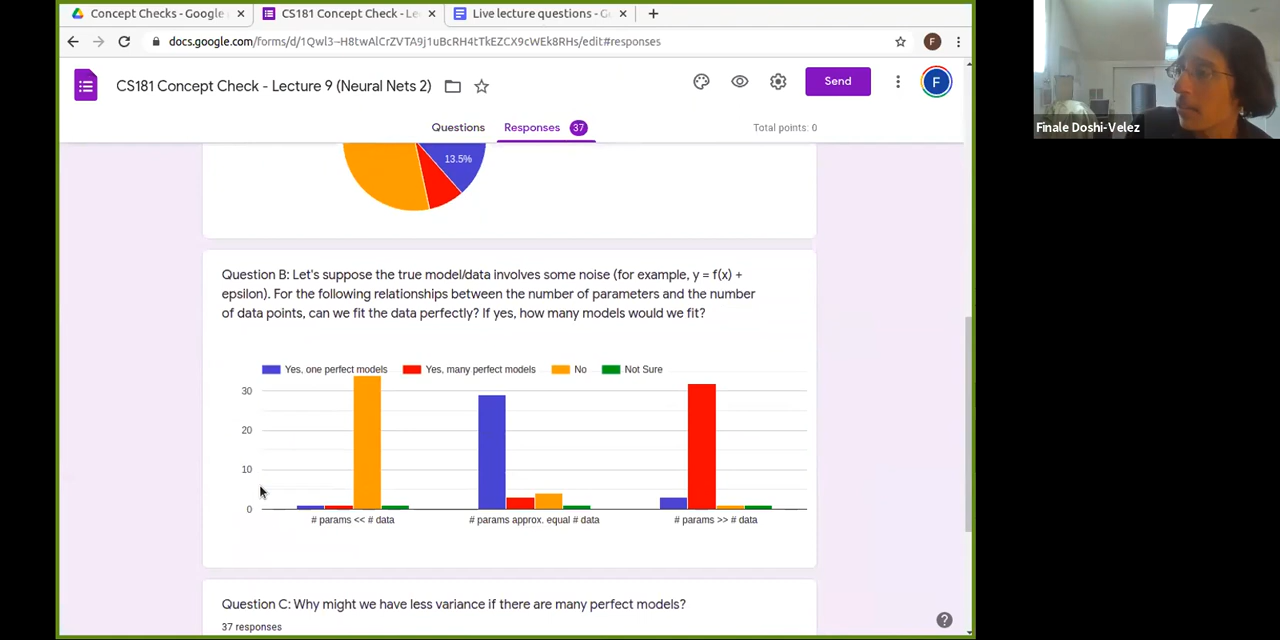 Concept Checks - Google
CS181 Concept Check - Le
Live lecture questions - G
docs.google.com/forms/d/1Qwl3--H8twAlCrZVTA9j1uBcRH4tTkEZCX9cWEk8RHs/edit#responses
F
CS181 Concept Check - Lecture 9 (Neural Nets 2)
Send
F
Questions
Responses 37
Total points: 0
Finale Doshi-Velez
13.5%
Question B: Let's suppose the true model/data involves some noise (for example, y = f(x) +
epsilon). For the following relationships between the number of parameters and the number
of data points, can we fit the data perfectly? If yes, how many models would we fit?
Yes, one perfect models
Yes, many perfect models
No
Not Sure
30
20
10
0
# params << # data
# params approx. equal # data
# params >> # data
Question C: Why might we have less variance if there are many perfect models?
37 responses